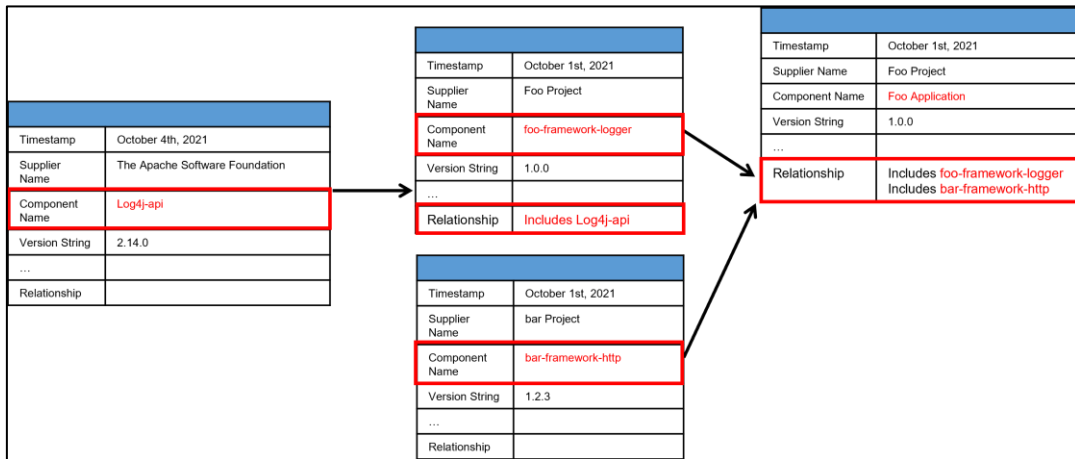 Timestamp October 4th, 2021
Supplier The Apache Software Foundation
Name
Component Log4j-api
Name
Version String 2.14.0
…
Relationship
Timestamp October 1st, 2021
Supplier Foo Project
Name
Component foo-framework-logger
Name
Version String 1.0.0
…
Relationship Includes Log4j-api
Timestamp October 1st, 2021
Supplier bar Project
Name
Component bar-framework-http
Name
Version String 1.2.3
…
Relationship
Timestamp October 1st, 2021
Supplier Name Foo Project
Component Name Foo Application
Version String 1.0.0
…
Relationship Includes foo-framework-logger
Includes bar-framework-http